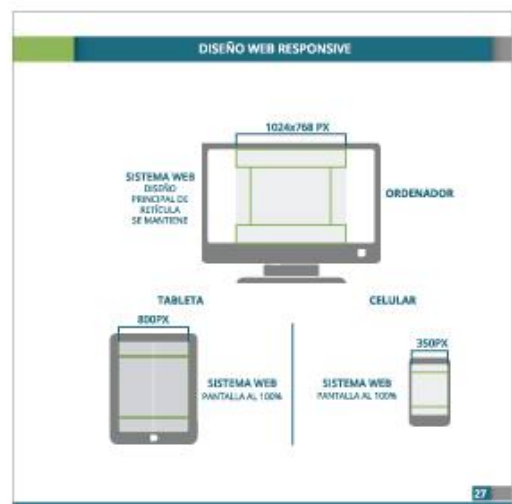 DISEÑO WEB RESPONSIVE
1024x768 PX
SISTEMA WEB
DISEÑO
PRINCIPAL DE
RETÍCULA
SE MANTIENE
ORDENADOR
TABLETA
800PX
SISTEMA WEB
PANTALLA AL 100%
CELULAR
350PX
SISTEMA WEB
PANTALLA AL 100%
27